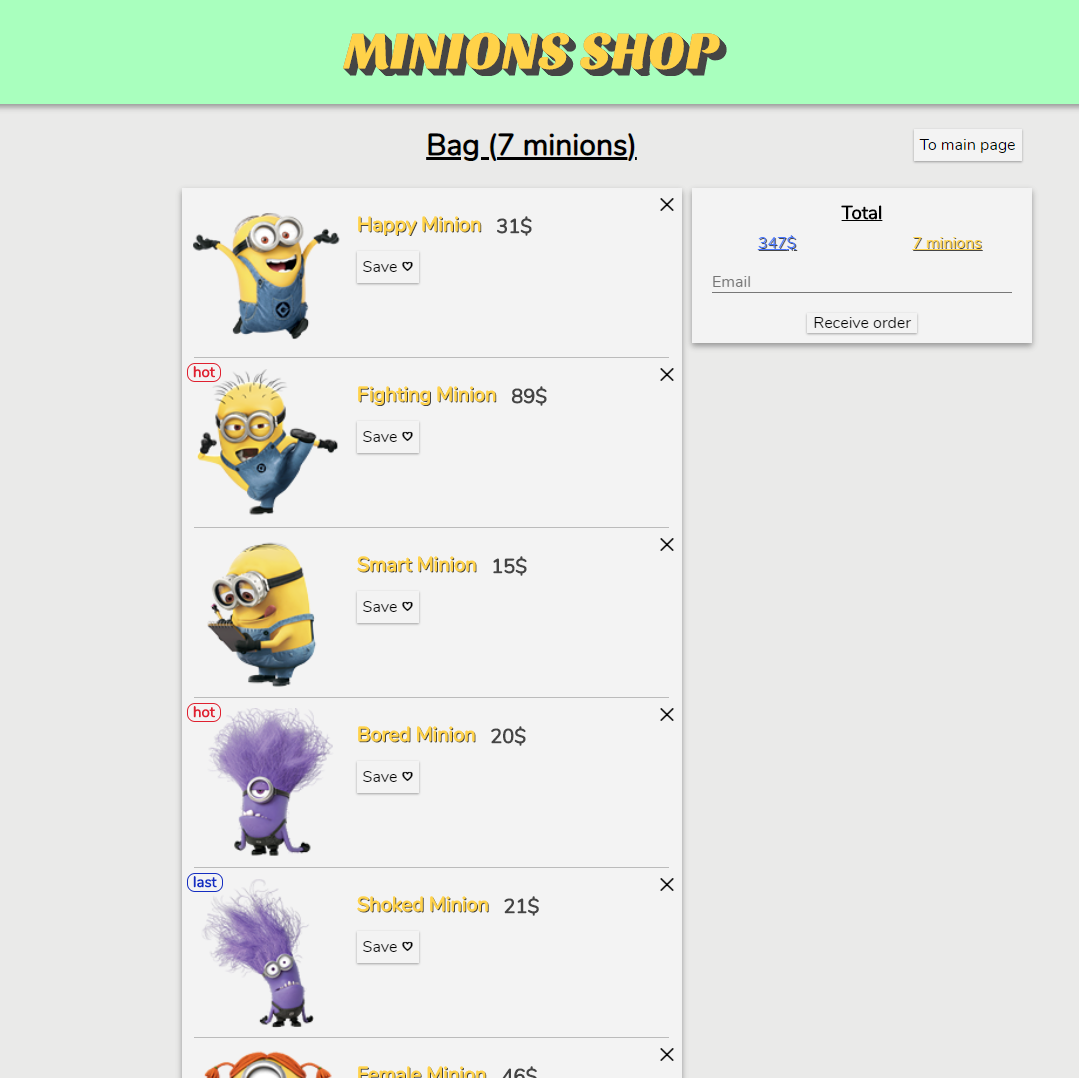 MINIONS SHOP
Bag (7 minions)
To main page
Happy Minion 31$
Save
Total
347$ 7 minions
Email
Receive order
hot
Fighting Minion 89$
Save
Smart Minion 15$
Save
hot
Bored Minion 20$
Save
last
Shoked Minion 21$
Save
Female Minion 46$